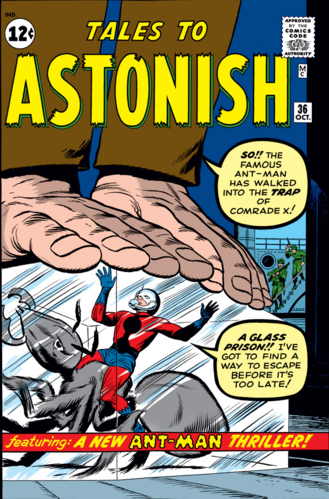 IND.
12¢
TALES TO
ASTONISH
APPROVED
BY THE
COMICS
CODE
AUTHORITY
M
C
36
OCT.
SO!! THE
FAMOUS
ANT-MAN
HAS WALKED
INTO THE TRAP
OF
COMRADE X!
A GLASS
PRISON!! I'VE
GOT TO FIND A
WAY TO ESCAPE
BEFORE IT'S
TOO LATE!
featuring: A NEW ANT-MAN THRILLER!